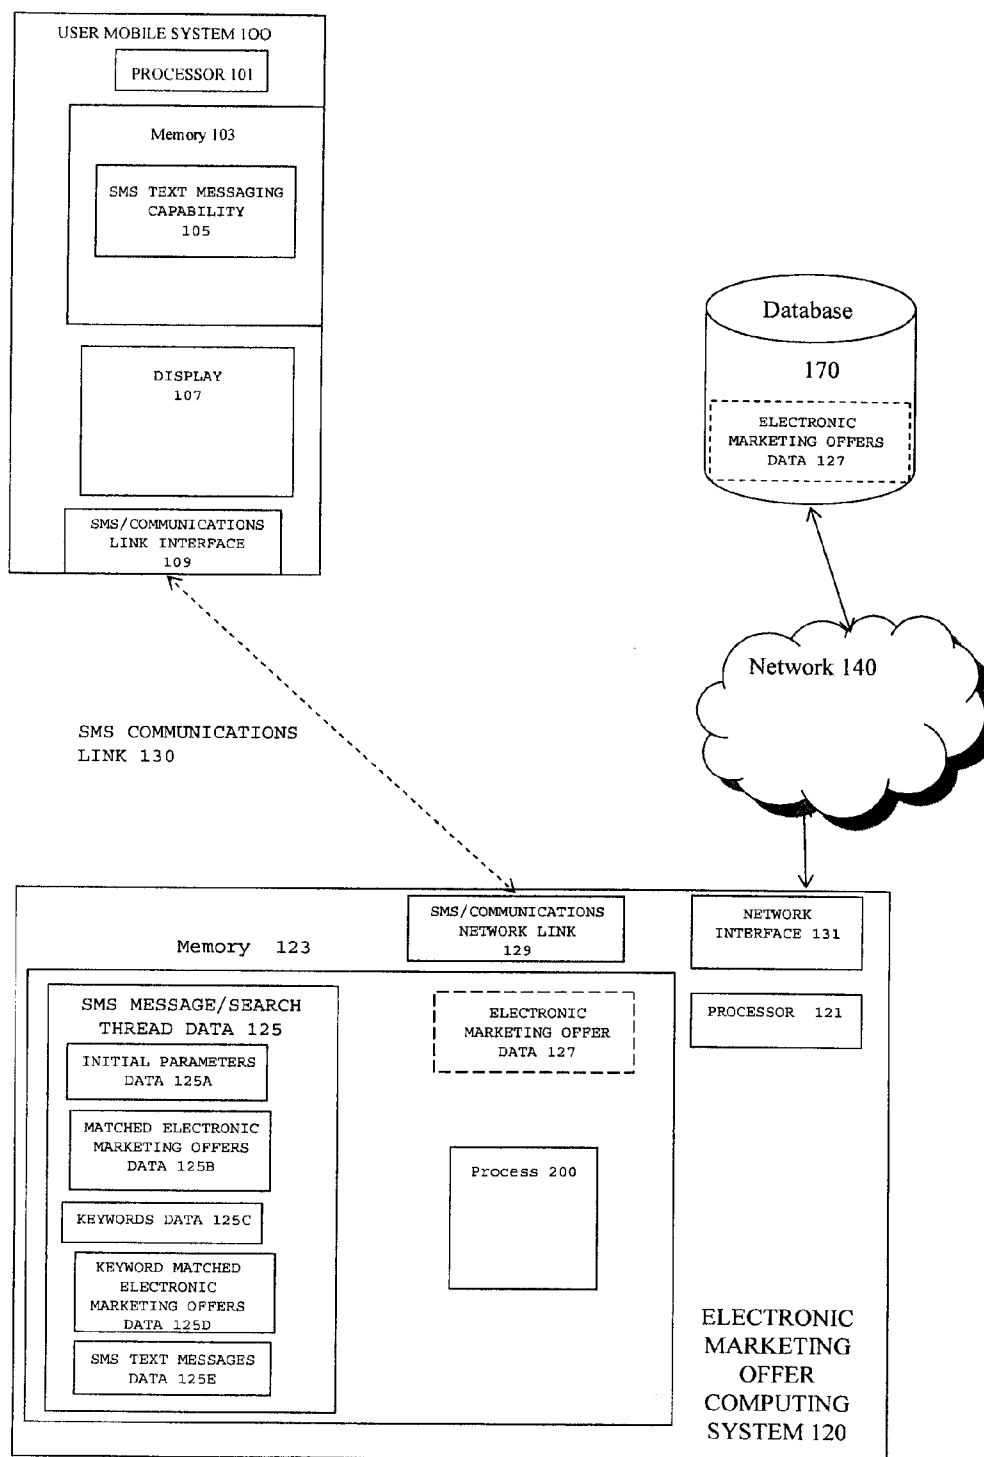 USER MOBILE SYSTEM 100
PROCESSOR 101
Memory 103
SMS TEXT MESSAGING
CAPABILITY
105
DISPLAY
107
SMS/COMMUNICATIONS
LINK INTERFACE
109
Database
170
ELECTRONIC
MARKETING OFFERS
DATA 127
Network 140
SMS COMMUNICATIONS
LINK 130
SMS/COMMUNICATIONS
NETWORK LINK
129
NETWORK
INTERFACE 131
Memory 123
PROCESSOR 121
SMS MESSAGE/SEARCH
THREAD DATA 125
INITIAL PARAMETERS
DATA 125A
MATCHED ELECTRONIC
MARKETING OFFERS
DATA 125B
KEYWORDS DATA 125C
KEYWORD MATCHED
ELECTRONIC
MARKETING OFFERS
DATA 125D
SMS TEXT MESSAGES
DATA 125E
ELECTRONIC
MARKETING OFFER
DATA 127
Process 200
ELECTRONIC
MARKETING
OFFER
COMPUTING
SYSTEM 120